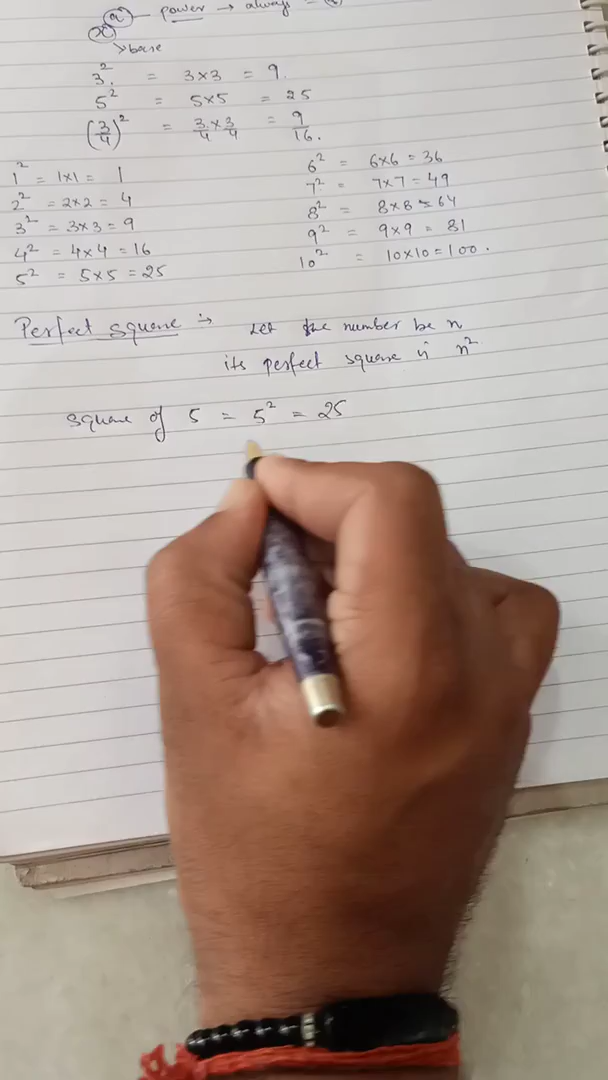 (2) — power → always =
(x)
> base
3². = 3×3 = 9.
5² = 5×5 = 25
(3/4)² = 3/4 × 3/4 = 9/16.
1² = 1×1 = 1
2² = 2×2 = 4
3² = 3×3 = 9
4² = 4×4 = 16
5² = 5×5 = 25
6² = 6×6 = 36
7² = 7×7 = 49
8² = 8×8 = 64
9² = 9×9 = 81
10² = 10×10 = 100.
Perfect square :→ Let the number be n
its perfect square is n²
square of 5 = 5² = 25